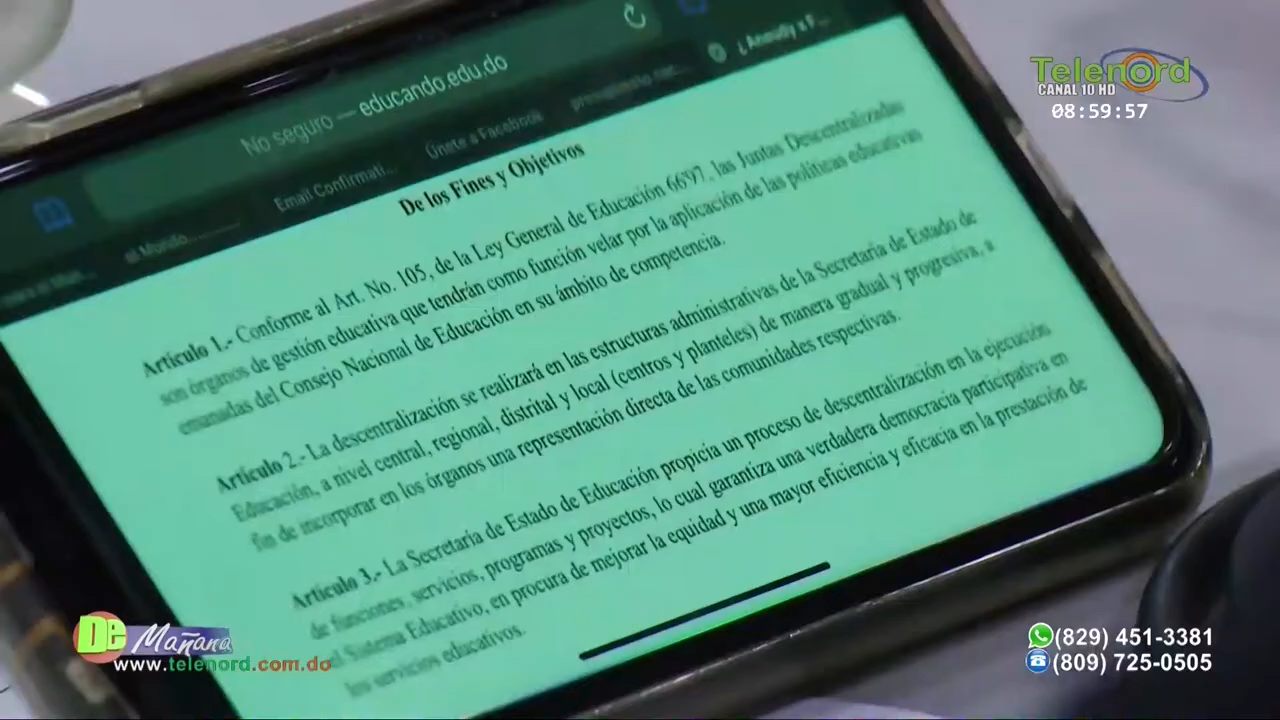 Telenord
CANAL 10 HD
08:59:57
No seguro — educando.edu.do
el Mondo
Email Confirmati...
Únete a Facebook
De los Fines y Objetivos
Artículo 1.- Conforme al Art. No. 105, de la Ley General de Educación 66'97, las Juntas Descentralizadas
son órganos de gestión educativa que tendrán como función velar por la aplicación de las políticas educativas
emanadas del Consejo Nacional de Educación en su ámbito de competencia.
Artículo 2.- La descentralización se realizará en las estructuras administrativas de la Secretaría de Estado de
Educación, a nivel central, regional, distrital y local (centros y planteles) de manera gradual y progresiva, a
fin de incorporar en los órganos una representación directa de las comunidades respectivas.
Artículo 3.- La Secretaría de Estado de Educación propicia un proceso de descentralización en la ejecución
de funciones, servicios, programas y proyectos, lo cual garantiza una verdadera democracia participativa en
el Sistema Educativo, en procura de mejorar la equidad y una mayor eficiencia y eficacia en la prestación de
los servicios educativos.
De Mañana
www.telenord.com.do
(829) 451-3381
(809) 725-0505